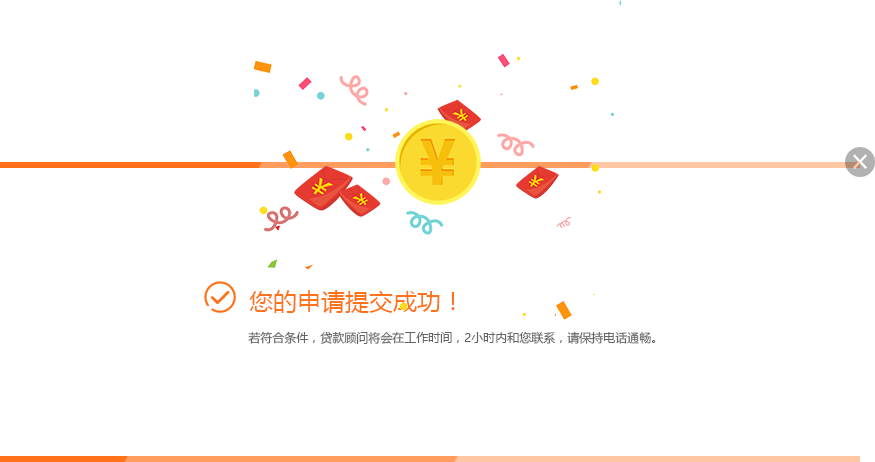 您的申请提交成功！
若符合条件，贷款顾问将会在工作时间，2小时内和您联系，请保持电话通畅。